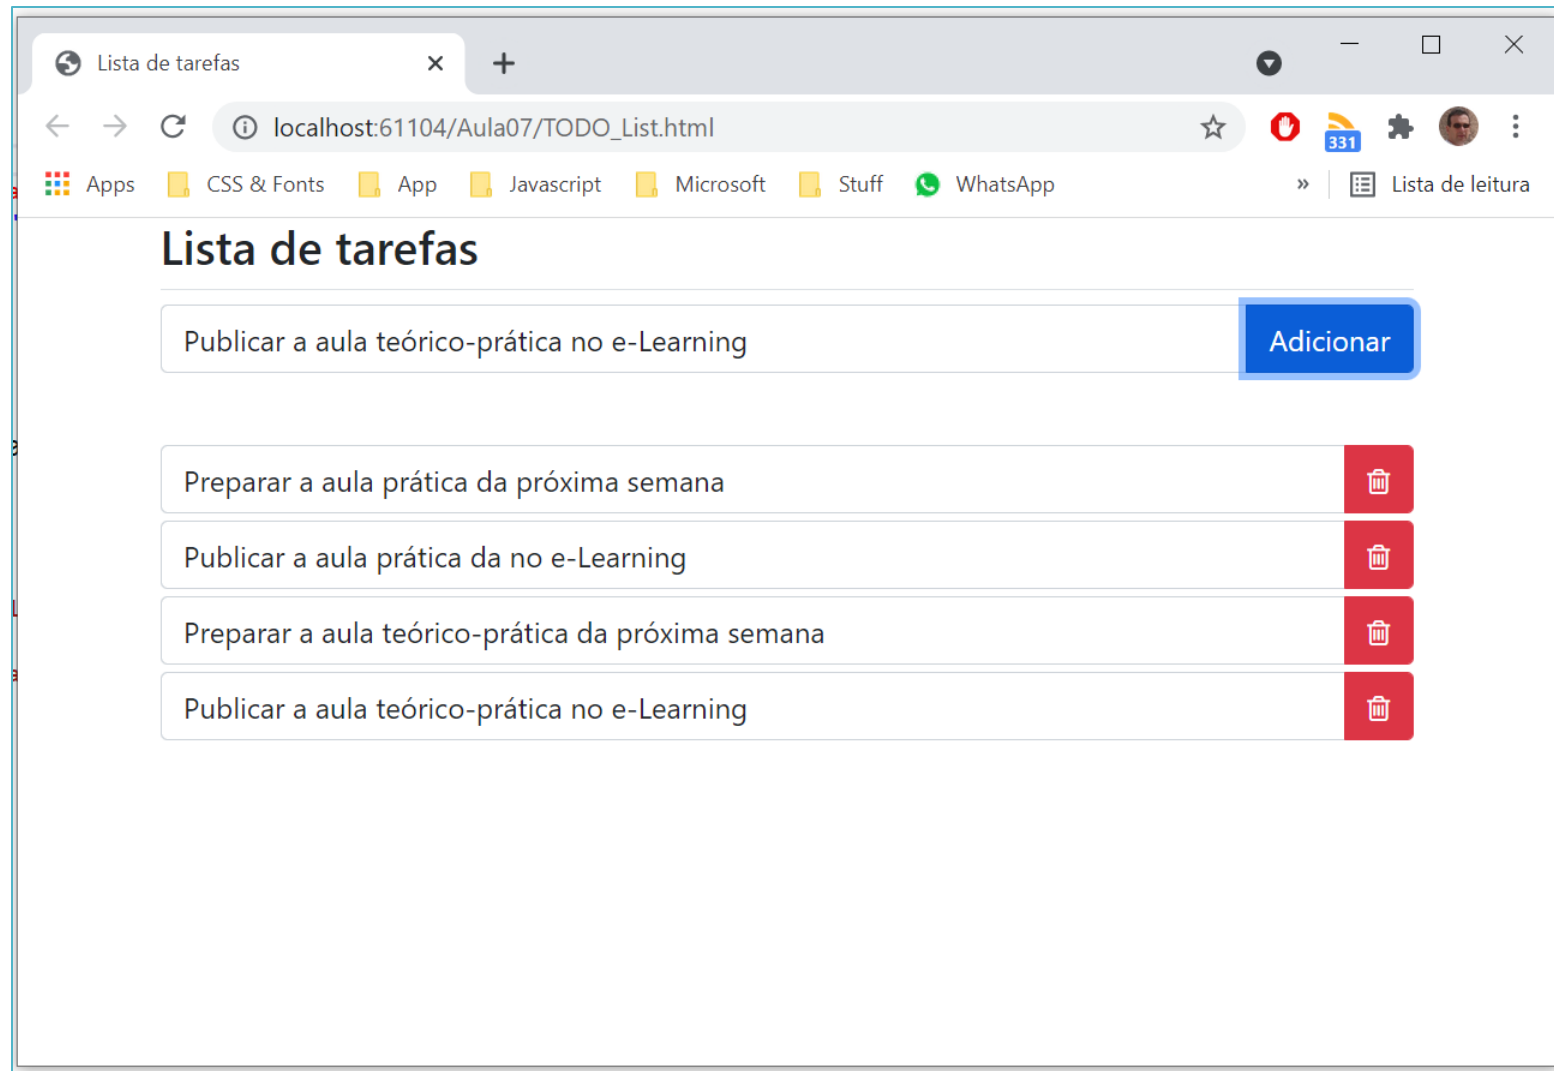 Lista de tarefas
localhost:61104/Aula07/TODO_List.html
331
Apps CSS & Fonts App Javascript Microsoft Stuff WhatsApp » Lista de leitura
Lista de tarefas
Publicar a aula teórico-prática no e-Learning Adicionar
Preparar a aula prática da próxima semana
Publicar a aula prática da no e-Learning
Preparar a aula teórico-prática da próxima semana
Publicar a aula teórico-prática no e-Learning